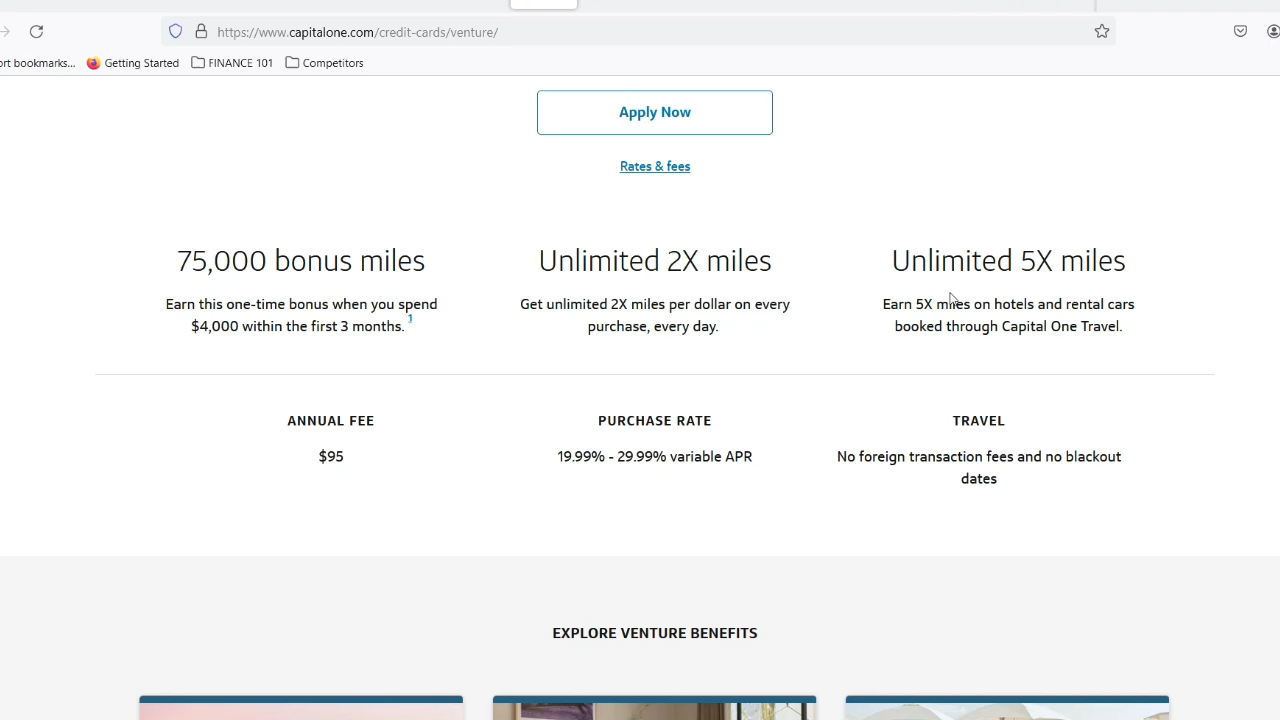 https://www.capitalone.com/credit-cards/venture/
ort bookmarks... Getting Started FINANCE 101 Competitors
Apply Now
Rates & fees
75,000 bonus miles
Earn this one-time bonus when you spend
$4,000 within the first 3 months. 1
Unlimited 2X miles
Get unlimited 2X miles per dollar on every
purchase, every day.
Unlimited 5X miles
Earn 5X miles on hotels and rental cars
booked through Capital One Travel.
ANNUAL FEE
$95
PURCHASE RATE
19.99% - 29.99% variable APR
TRAVEL
No foreign transaction fees and no blackout
dates
EXPLORE VENTURE BENEFITS